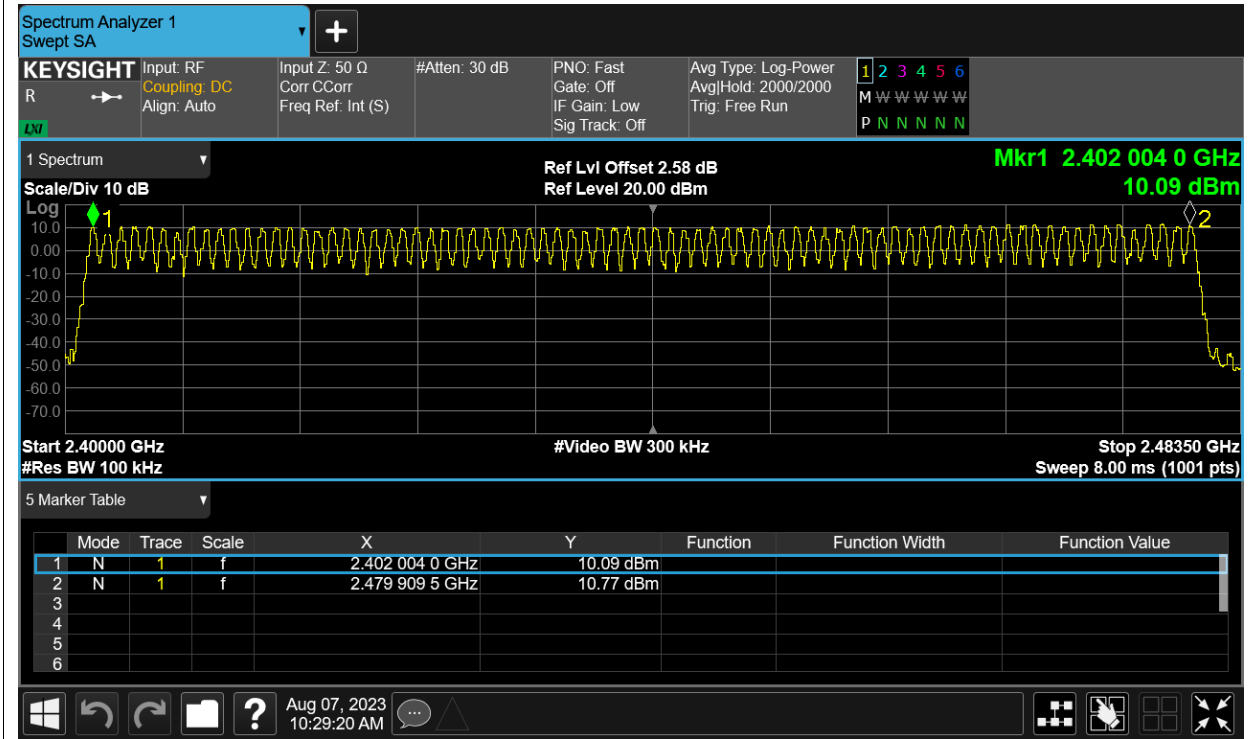 Spectrum Analyzer 1
Swept SA
+
KEYSIGHT Input: RF Input Z: 50 Ω #Atten: 30 dB PNO: Fast Avg Type: Log-Power 1 2 3 4 5 6
R Coupling: DC Corr CCorr Gate: Off Avg|Hold: 2000/2000 M W W W W W
Align: Auto Freq Ref: Int (S) IF Gain: Low Trig: Free Run
LXI Sig Track: Off P N N N N N
1 Spectrum Ref Lvl Offset 2.58 dB Mkr1 2.402 004 0 GHz
Scale/Div 10 dB Ref Level 20.00 dBm 10.09 dBm
Log
1 2
10.0
0.00
-10.0
-20.0
-30.0
-40.0
-50.0
-60.0
-70.0
Start 2.40000 GHz #Video BW 300 kHz Stop 2.48350 GHz
#Res BW 100 kHz Sweep 8.00 ms (1001 pts)
5 Marker Table
Mode Trace Scale X Y Function Function Width Function Value
1 N 1 f 2.402 004 0 GHz 10.09 dBm
2 N 1 f 2.479 909 5 GHz 10.77 dBm
3
4
5
6
? Aug 07, 2023
10:29:20 AM